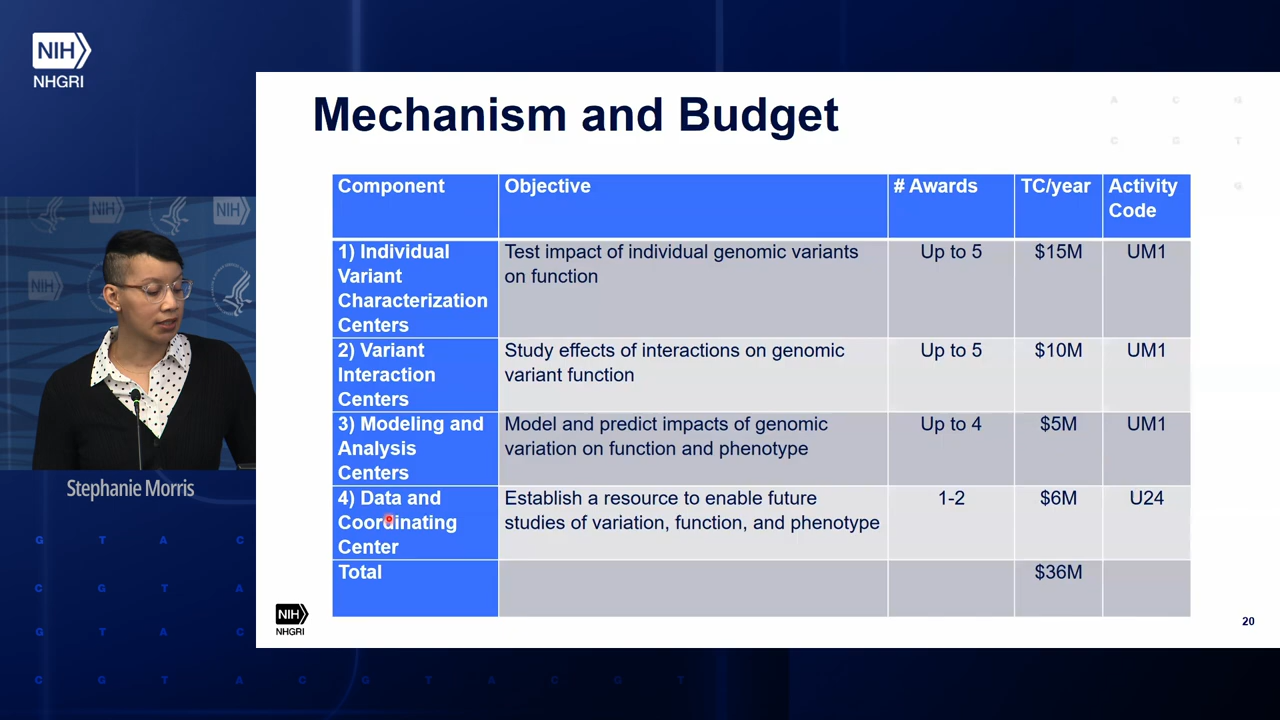 NIH
NHGRI
Mechanism and Budget
Component
Objective
# Awards
TC/year
Activity
Code
1) Individual
Variant
Characterization
Centers
Test impact of individual genomic variants
on function
Up to 5
$15M
UM1
2) Variant
Interaction
Centers
Study effects of interactions on genomic
variant function
Up to 5
$10M
UM1
3) Modeling and
Analysis
Centers
Model and predict impacts of genomic
variation on function and phenotype
Up to 4
$5M
UM1
4) Data and
Coordinating
Center
Establish a resource to enable future
studies of variation, function, and phenotype
1-2
$6M
U24
Total
$36M
NIH
NHGRI
20
NIH
NIH
NIH
Stephanie Morris
A C G
C G T
G
G T A C
C G T A
G T A C
C G T A C G T A C G T